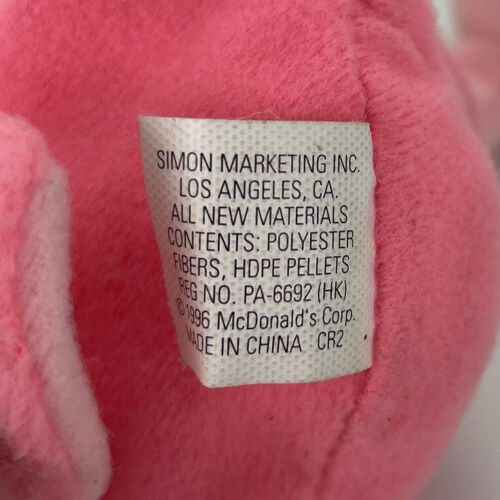 SIMON MARKETING INC.
LOS ANGELES, CA.
ALL NEW MATERIALS
CONTENTS: POLYESTER
FIBERS, HDPE PELLETS
REG NO. PA-6692 (HK)
©1996 McDonald's Corp.
MADE IN CHINA CR2